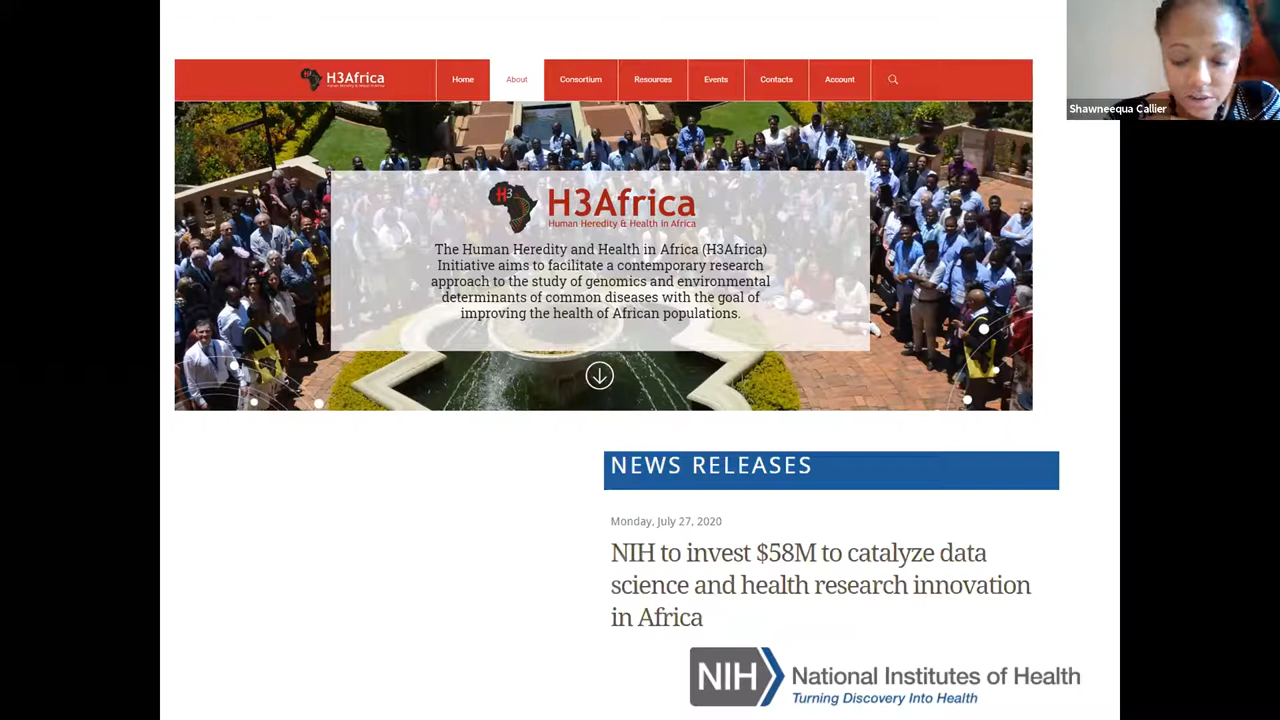 H3Africa
Human Heredity & Health in Africa
Home
About
Consortium
Resources
Events
Contacts
Account
Shawneequa Callier
H3
H3Africa
Human Heredity & Health in Africa
The Human Heredity and Health in Africa (H3Africa)
Initiative aims to facilitate a contemporary research
approach to the study of genomics and environmental
determinants of common diseases with the goal of
improving the health of African populations.
NEWS RELEASES
Monday, July 27, 2020
NIH to invest $58M to catalyze data
science and health research innovation
in Africa
NIH
National Institutes of Health
Turning Discovery Into Health